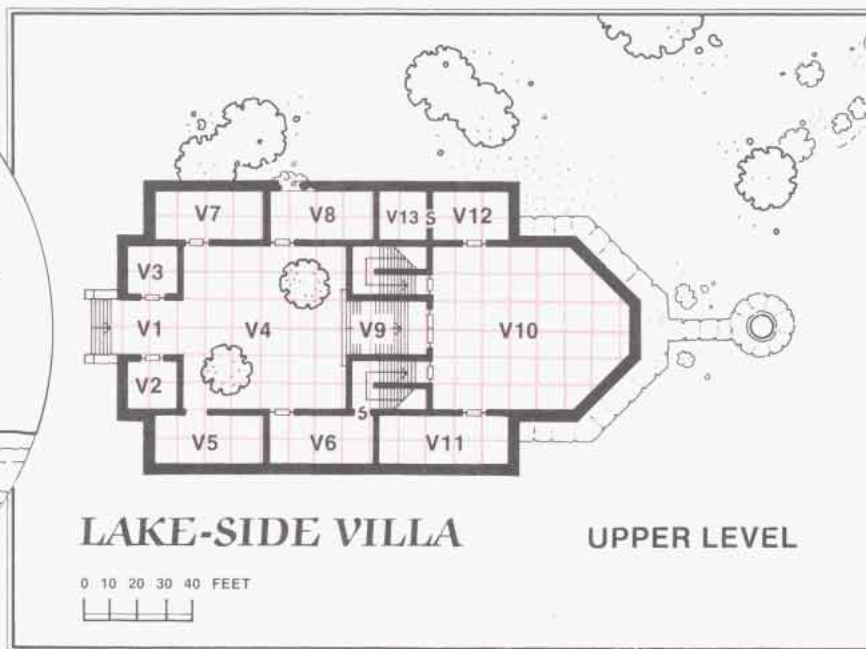 V7 V8 V13 S V12
V3
V1 V4 V9 V10
V2
S
V5 V6 V11
LAKE-SIDE VILLA UPPER LEVEL
0 10 20 30 40 FEET